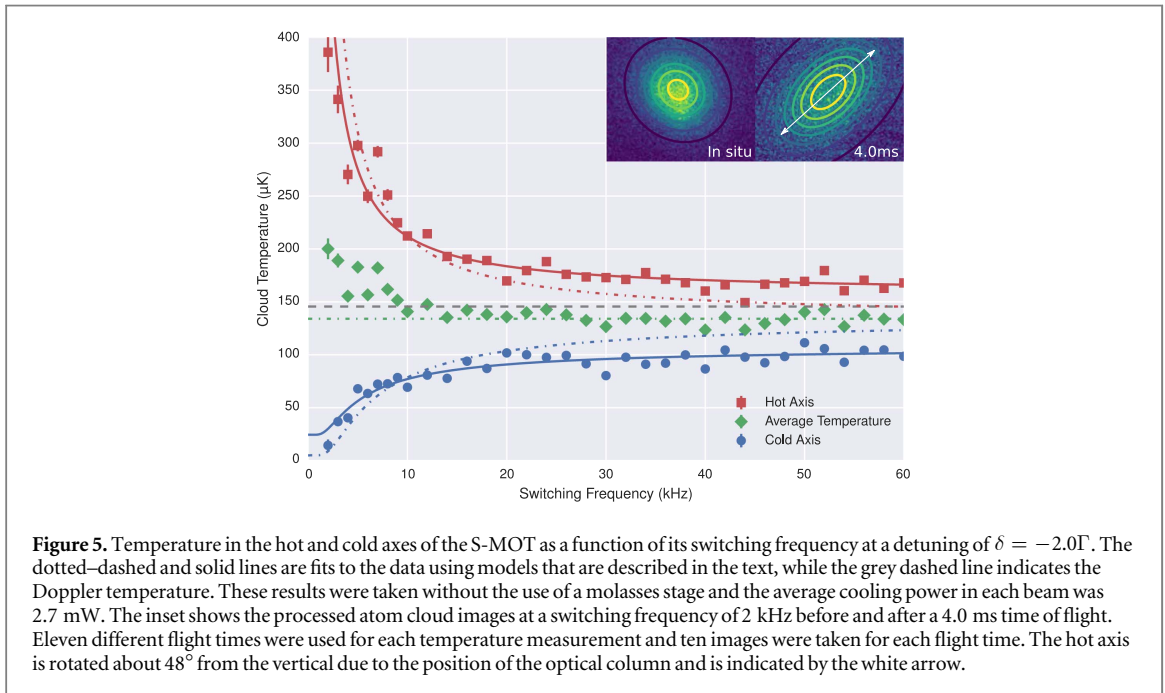 400
350
300
250
200
150
100
50
0
Cloud Temperature (µK)
In situ
4.0ms
Hot Axis
Average Temperature
Cold Axis
0 10 20 30 40 50 60
Switching Frequency (kHz)
Figure 5. Temperature in the hot and cold axes of the S-MOT as a function of its switching frequency at a detuning of δ = −2.0Γ. The
dotted–dashed and solid lines are fits to the data using models that are described in the text, while the grey dashed line indicates the
Doppler temperature. These results were taken without the use of a molasses stage and the average cooling power in each beam was
2.7 mW. The inset shows the processed atom cloud images at a switching frequency of 2 kHz before and after a 4.0 ms time of flight.
Eleven different flight times were used for each temperature measurement and ten images were taken for each flight time. The hot axis
is rotated about 48° from the vertical due to the position of the optical column and is indicated by the white arrow.